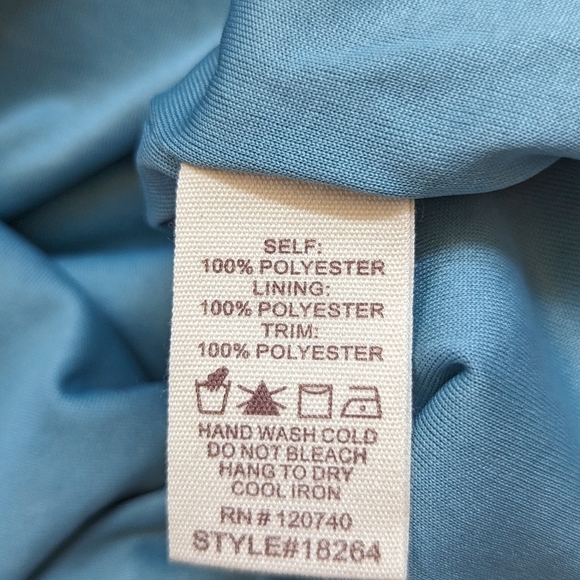 SELF:
100% POLYESTER
LINING:
100% POLYESTER
TRIM:
100% POLYESTER
HAND WASH COLD
DO NOT BLEACH
HANG TO DRY
COOL IRON
RN # 120740
STYLE#18264